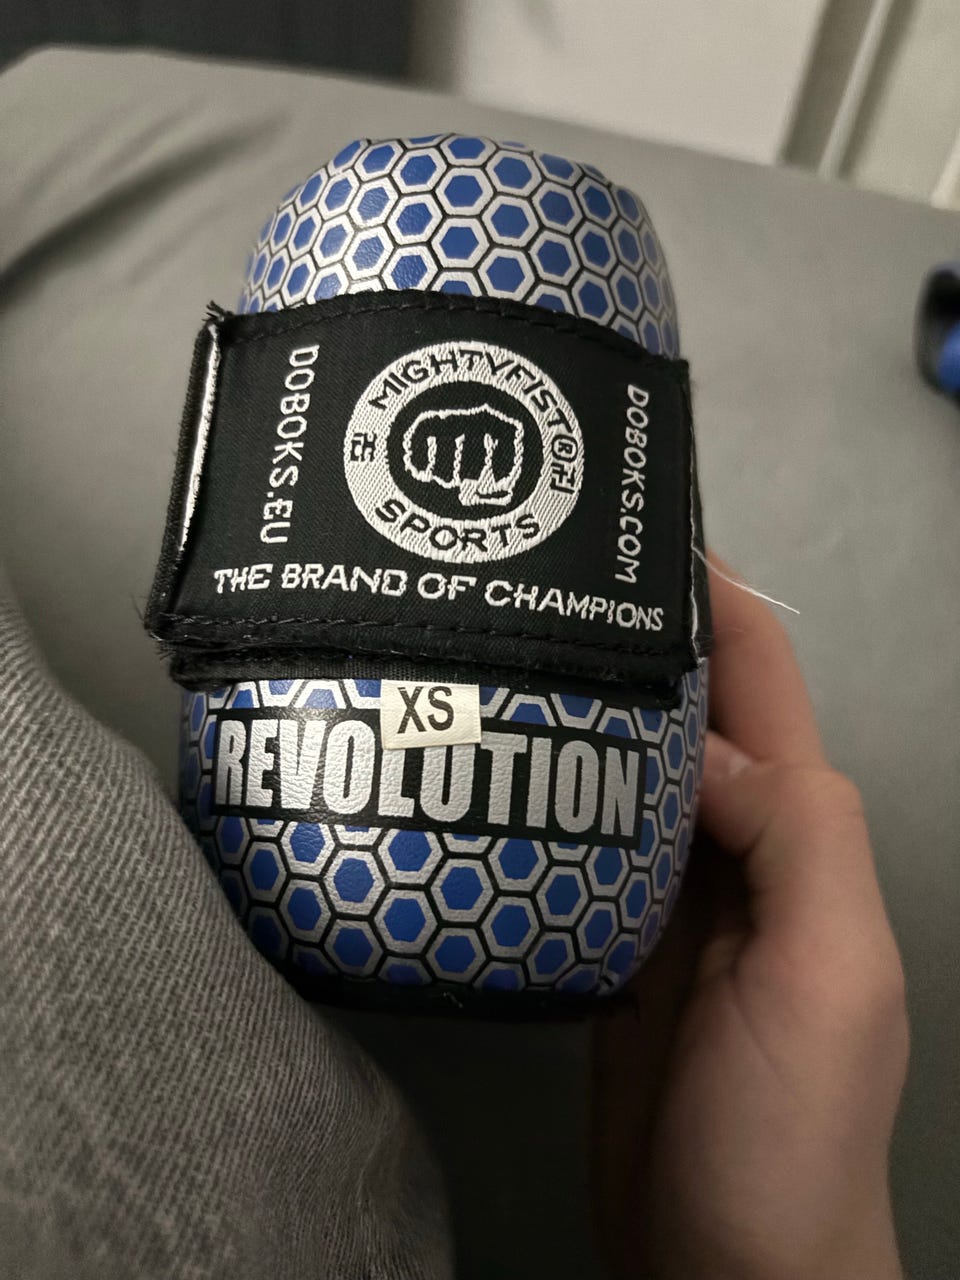 MIGHTYFIST®
SPORTS
DOBOKS.EU
DOBOKS.COM
THE BRAND OF CHAMPIONS
XS
REVOLUTION